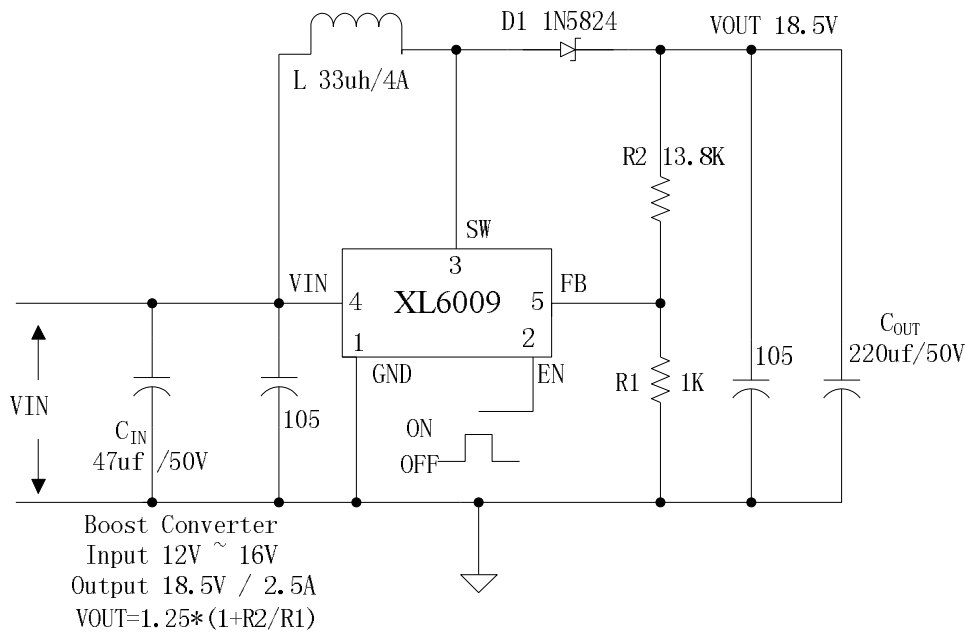 D1 1N5824
VOUT 18.5V
L 33uh/4A
R2 13.8K
SW
3
VIN
4
XL6009
5
FB
1
2
GND
EN
R1 1K
105
COUT
220uf/50V
VIN
CIN
47uf /50V
105
ON
OFF
Boost Converter
Input 12V ~ 16V
Output 18.5V / 2.5A
VOUT=1.25*(1+R2/R1)